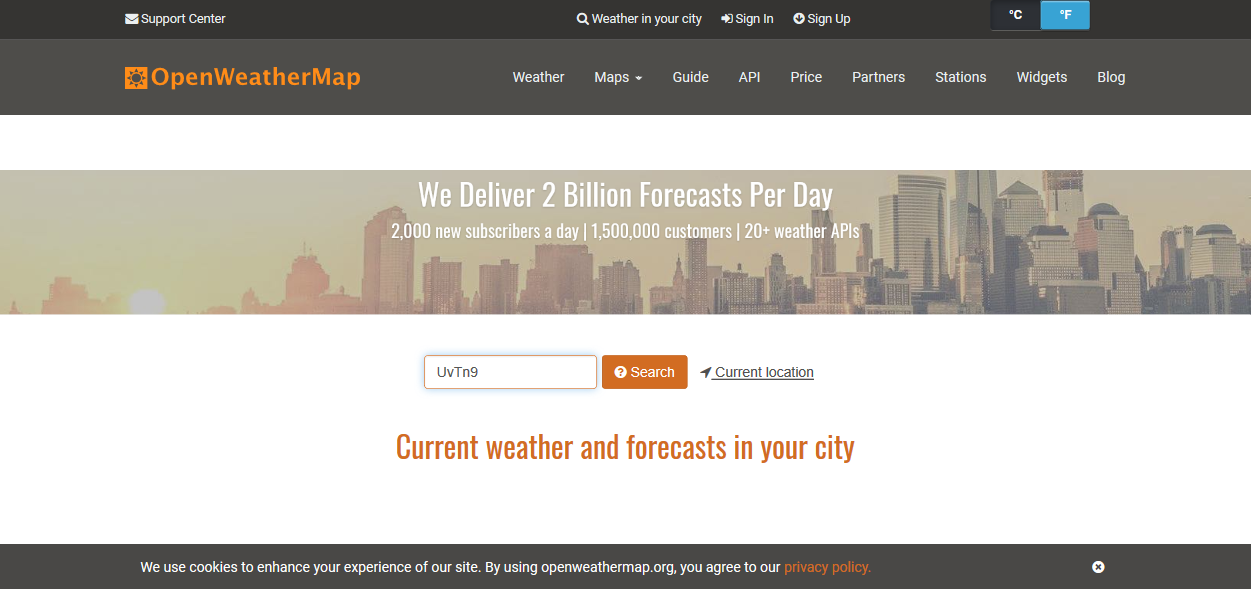 Support Center
Weather in your city Sign In Sign Up
°C °F
OpenWeatherMap
Weather Maps Guide API Price Partners Stations Widgets Blog
We Deliver 2 Billion Forecasts Per Day
2,000 new subscribers a day | 1,500,000 customers | 20+ weather APIs
UvTn9 Search Current location
Current weather and forecasts in your city
We use cookies to enhance your experience of our site. By using openweathermap.org, you agree to our privacy policy.